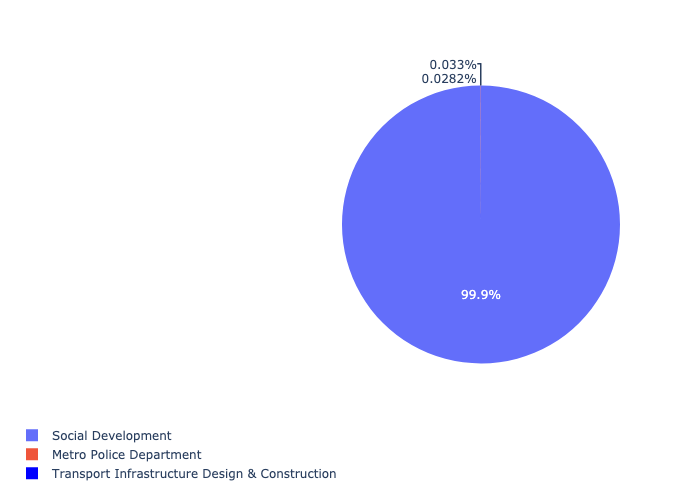 0.033%
0.0282%
99.9%
Social Development
Metro Police Department
Transport Infrastructure Design & Construction